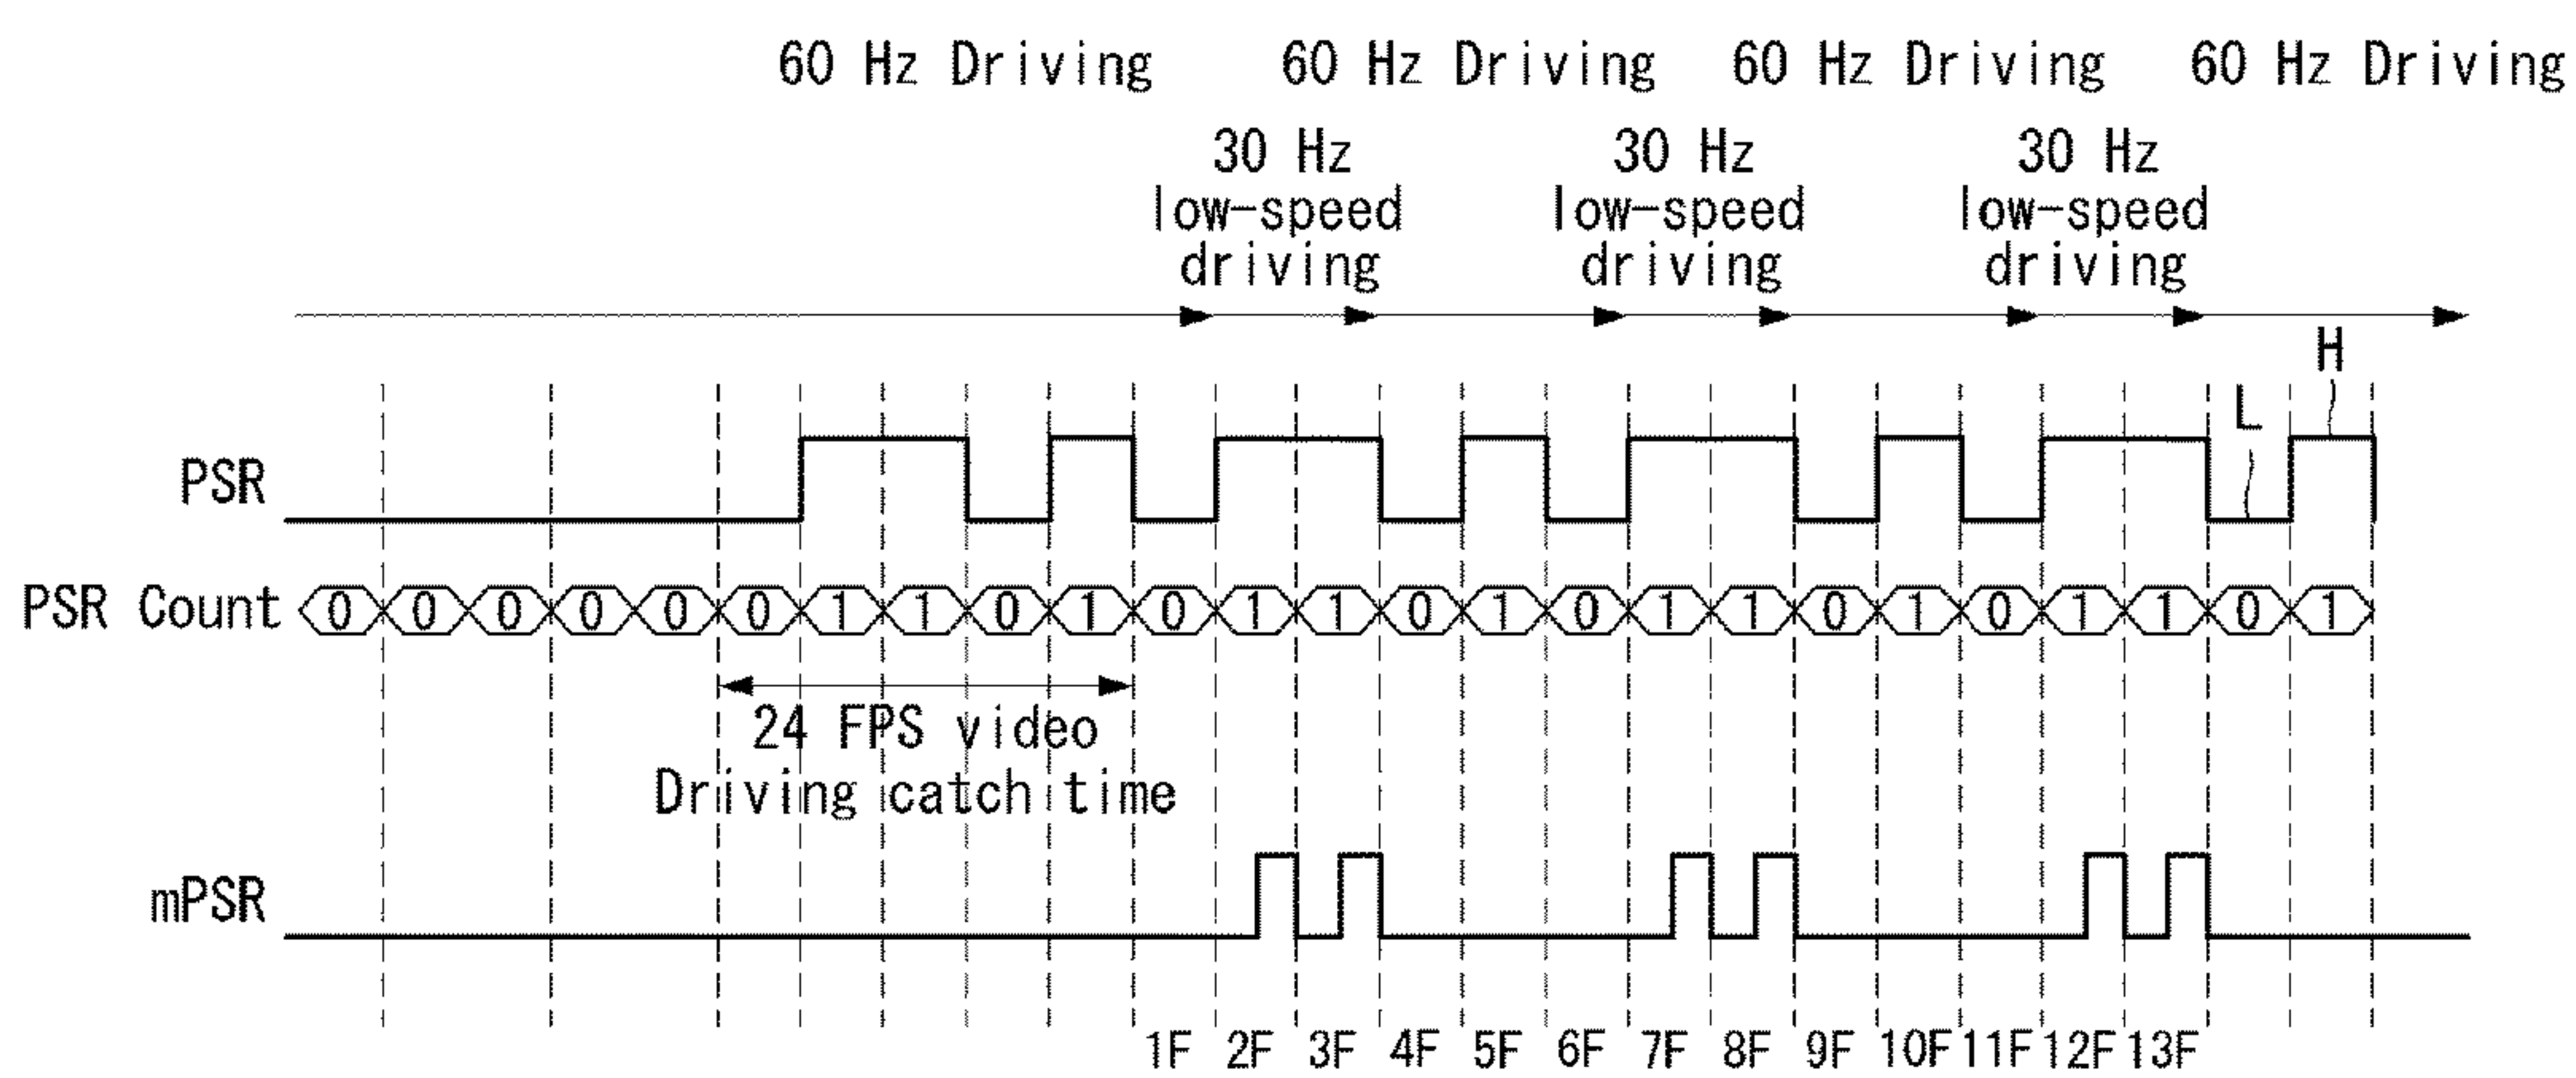 60 Hz Driving 60 Hz Driving 60 Hz Driving 60 Hz Driving
30 Hz 30 Hz 30 Hz
low-speed low-speed low-speed
driving driving driving
H
L
PSR
PSR Count 0 0 0 0 0 0 1 1 0 1 0 1 1 0 1 0 1 1 0 1 0 1 1 0 1
24 FPS video
Driving catch time
mPSR
1F 2F 3F 4F 5F 6F 7F 8F 9F 10F 11F 12F 13F